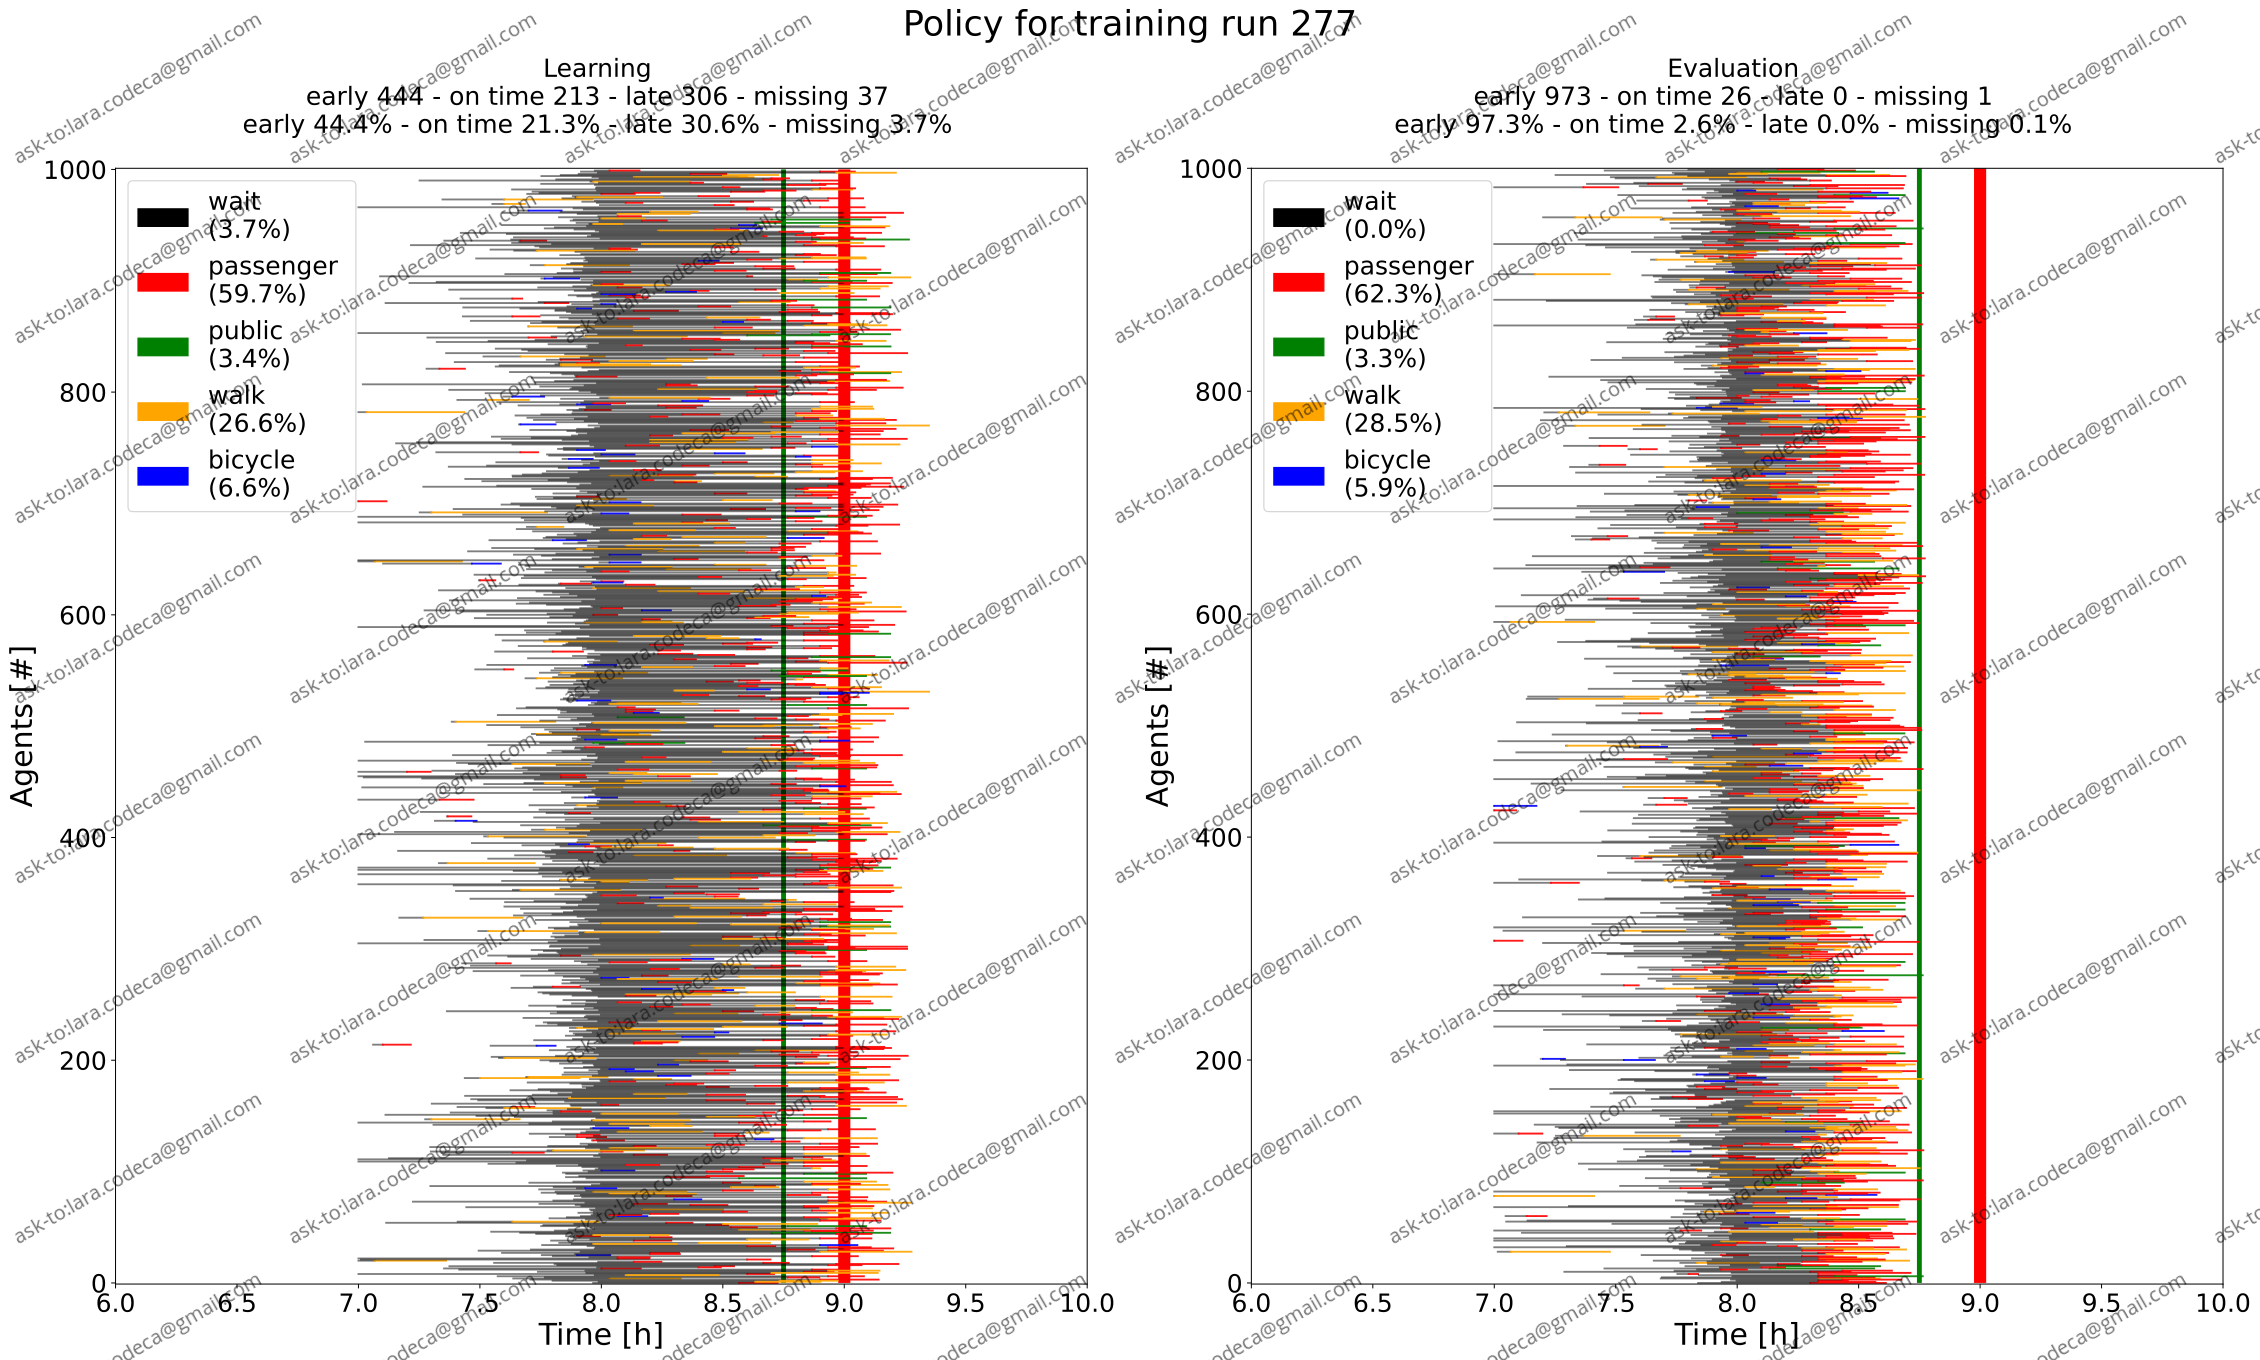 Policy for training run 277
Learning
early 444 - on time 213 - late 306 - missing 37
early 44.4% - on time 21.3% - late 30.6% - missing 3.7%
1000
800
600
400
200
0
Agents [#]
wait
(3.7%)
passenger
(59.7%)
public
(3.4%)
walk
(26.6%)
bicycle
(6.6%)
6.0 6.5 7.0 7.5 8.0 8.5 9.0 9.5 10.0
Time [h]
Evaluation
early 973 - on time 26 - late 0 - missing 1
early 97.3% - on time 2.6% - late 0.0% - missing 0.1%
1000
800
600
400
200
0
Agents [#]
wait
(0.0%)
passenger
(62.3%)
public
(3.3%)
walk
(28.5%)
bicycle
(5.9%)
6.0 6.5 7.0 7.5 8.0 8.5 9.0 9.5 10.0
Time [h]
ask-to:lara.codeca@gmail.com